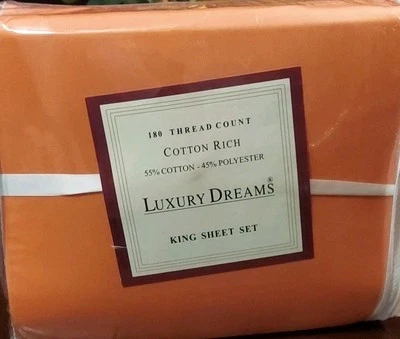 180 THREAD COUNT
COTTON RICH
55% COTTON - 45% POLYESTER
LUXURY DREAMS®
KING SHEET SET